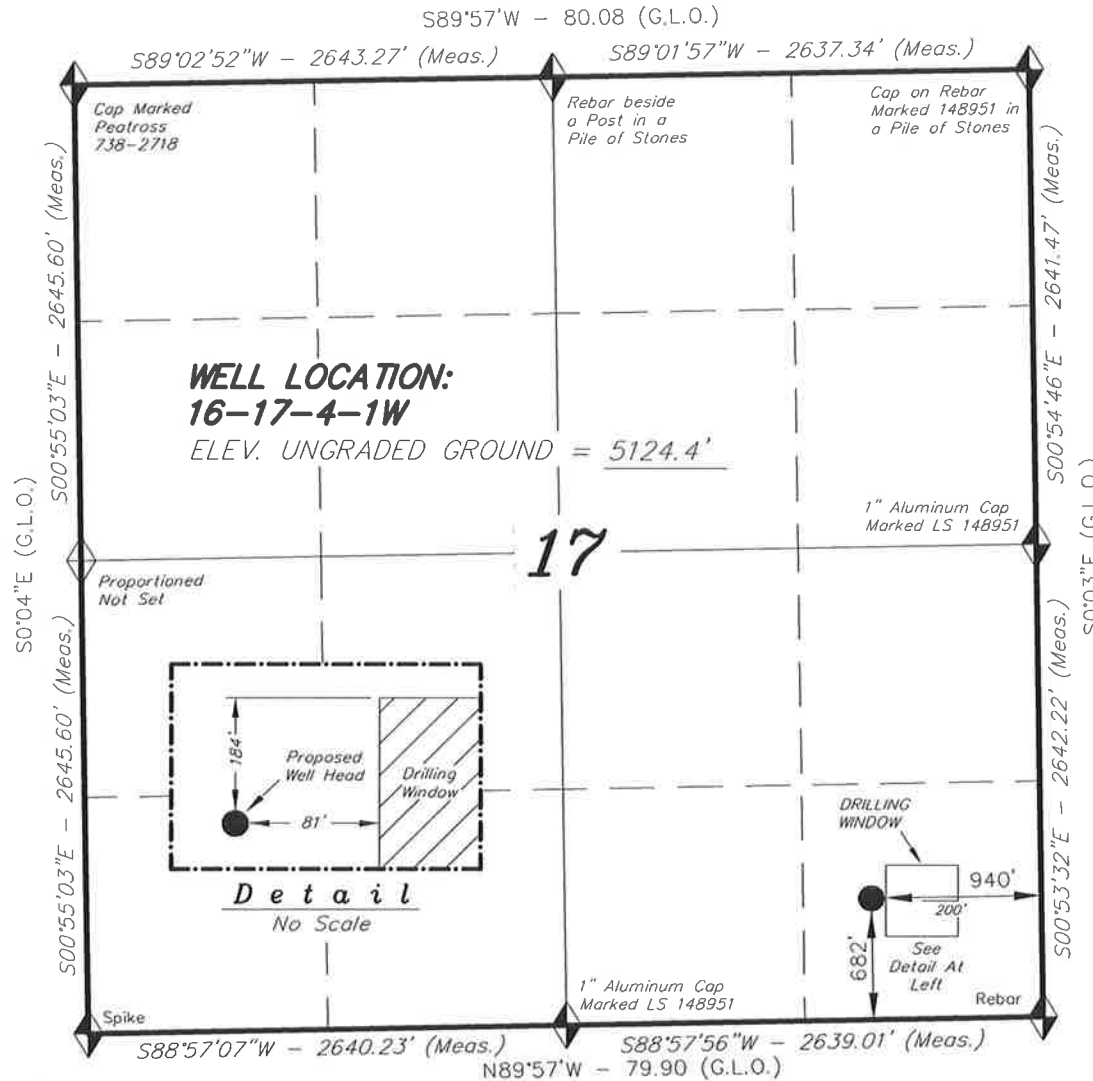 S89°57'W - 80.08 (G.L.O.)
S89°02'52"W - 2643.27' (Meas.)
S89°01'57"W - 2637.34' (Meas.)
Cap Marked
Peatross
738-2718
Rebar beside
a Post in a
Pile of Stones
Cap on Rebar
Marked 148951 in
a Pile of Stones
S00°55'03"E - 2645.60' (Meas.)
S00°54'46"E - 2641.47' (Meas.)
WELL LOCATION:
16-17-4-1W
ELEV. UNGRADED GROUND = 5124.4'
S0°04"E (G.L.O.)
S0°03"E (G.L.O.)
1" Aluminum Cap
Marked LS 148951
17
Proportioned
Not Set
S00°55'03"E - 2645.60' (Meas.)
S00°53'32"E - 2642.22' (Meas.)
184'
Proposed
Well Head
81'
Drilling
Window
Detail
No Scale
DRILLING
WINDOW
940'
200'
682'
See
Detail At
Left
1" Aluminum Cap
Marked LS 148951
Spike
Rebar
S88°57'07"W - 2640.23' (Meas.)
S88°57'56"W - 2639.01' (Meas.)
N89°57'W - 79.90 (G.L.O.)